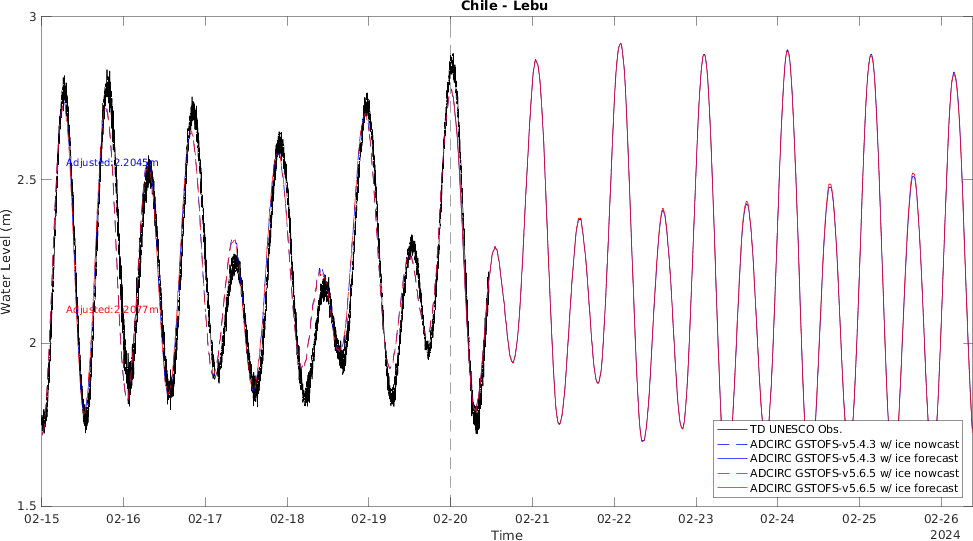 Chile - Lebu
3
2.5
2
1.5
Water Level (m)
Adjusted:2.2045m
Adjusted:2.2077m
TD UNESCO Obs.
ADCIRC GSTOFS-v5.4.3 w/ ice nowcast
ADCIRC GSTOFS-v5.4.3 w/ ice forecast
ADCIRC GSTOFS-v5.6.5 w/ ice nowcast
ADCIRC GSTOFS-v5.6.5 w/ ice forecast
02-15 02-16 02-17 02-18 02-19 02-20 02-21 02-22 02-23 02-24 02-25 02-26
Time
2024